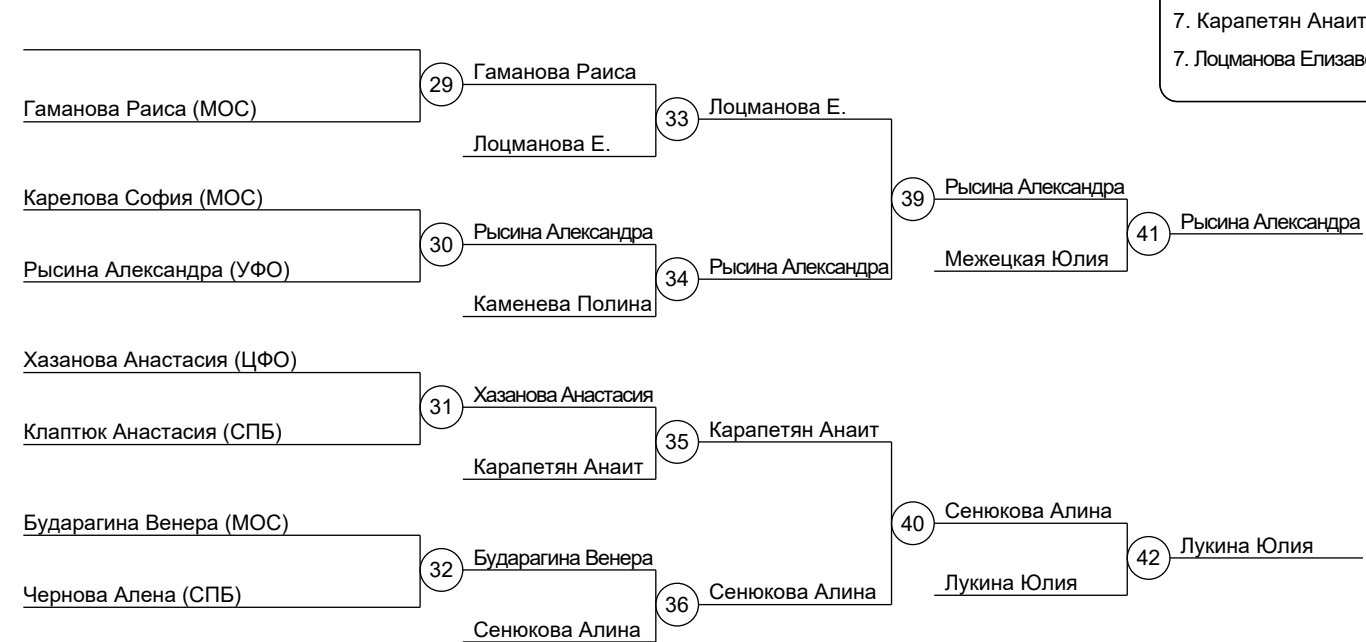 7. Карапетян Анаит
7. Лоцманова
29
Гаманова Раиса
Гаманова Раиса (МОС)
33
Лоцманова Е.
Лоцманова Е.
Карелова София (МОС)
39
Рысина Александра
30
Рысина Александра
41
Рысина Александра
Рысина Александра (УФО)
34
Рысина Александра
Межецкая Юлия
Каменева Полина
Хазанова Анастасия (ЦФО)
31
Хазанова Анастасия
Клаптюк Анастасия (СПБ)
35
Карапетян Анаит
Карапетян Анаит
Бударагина Венера (МОС)
40
Сенюкова Алина
32
Бударагина Венера
42
Лукина Юлия
Чернова Алена (СПБ)
36
Сенюкова Алина
Лукина Юлия
Сенюкова Алина